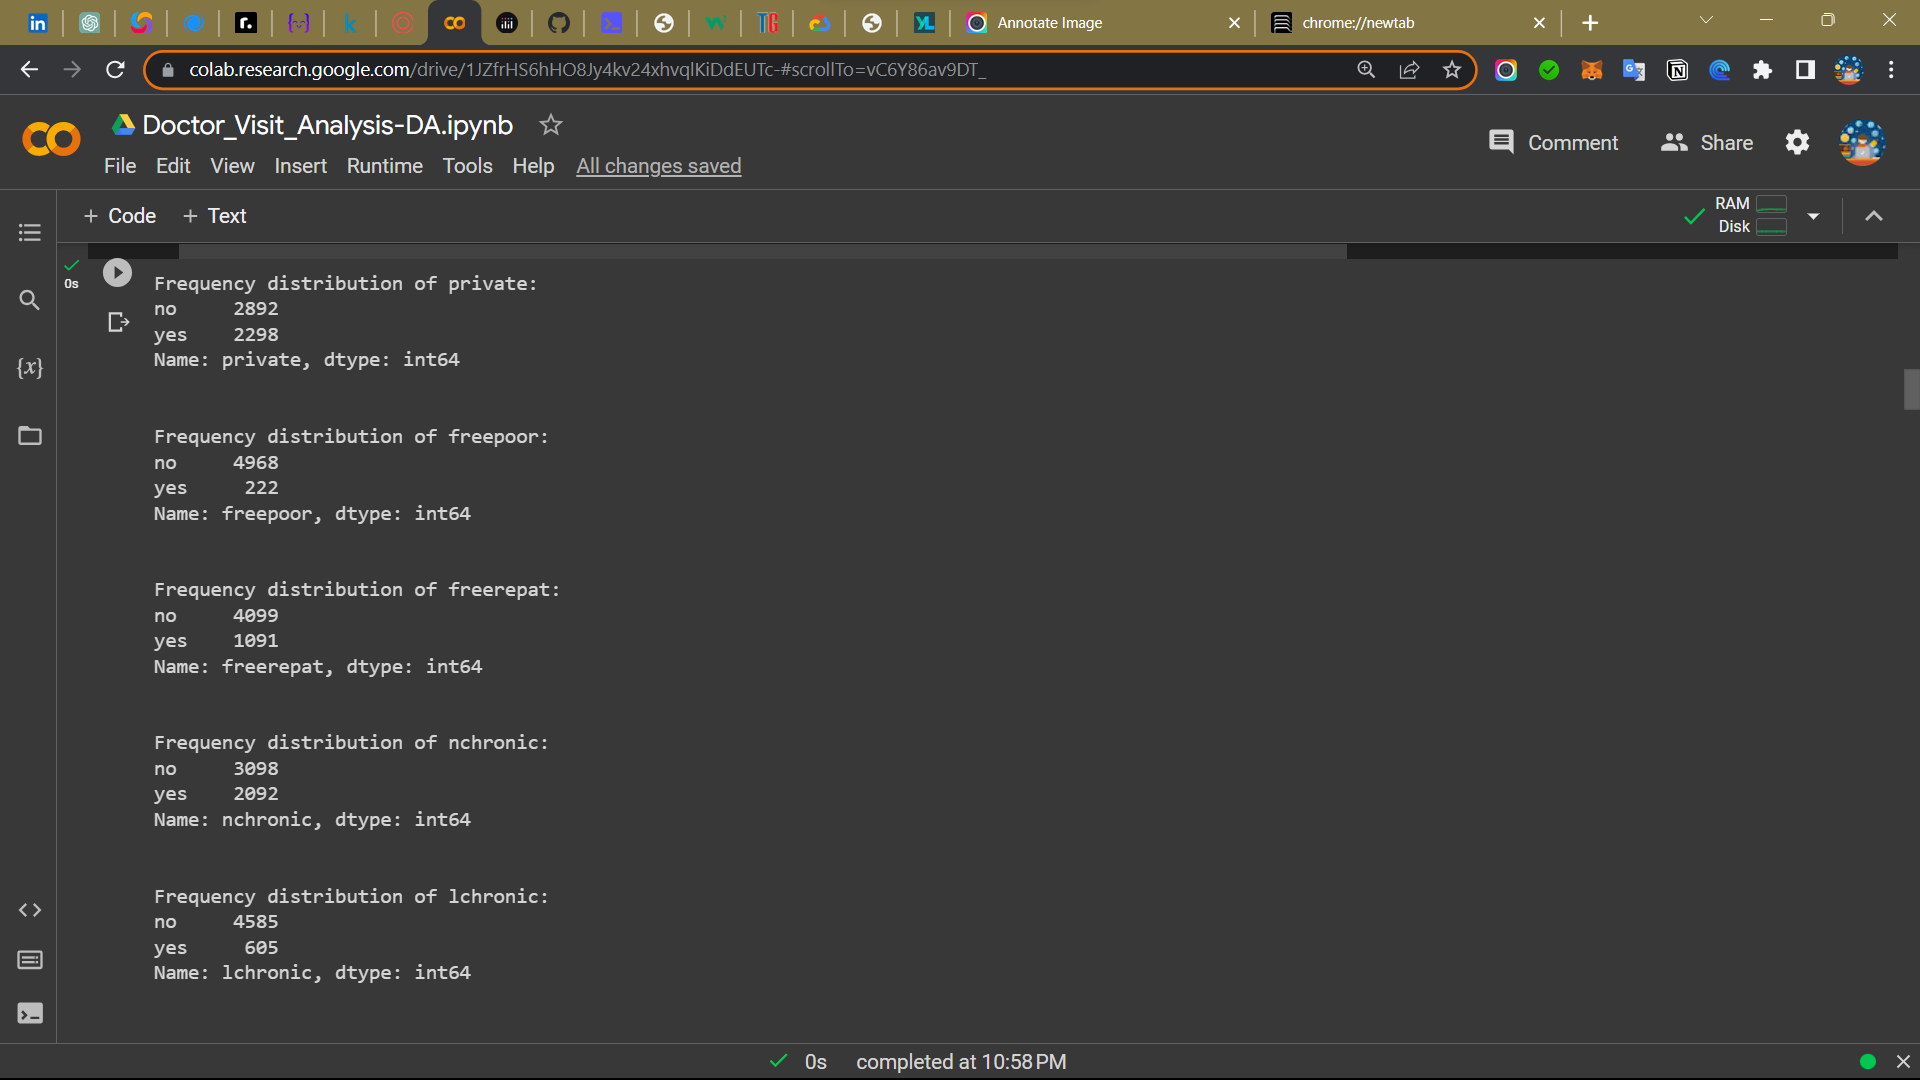 Annotate Image
chrome://newtab
colab.research.google.com/drive/1JZfrHS6hHO8Jy4kv24xhvqlKiDdEUTc-#scrollTo=vC6Y86av9DT_
Doctor_Visit_Analysis-DA.ipynb
File Edit View Insert Runtime Tools Help All changes saved
Comment Share
+ Code + Text
RAM
Disk
0s
Frequency distribution of private:
no 2892
yes 2298
Name: private, dtype: int64
Frequency distribution of freepoor:
no 4968
yes 222
Name: freepoor, dtype: int64
Frequency distribution of freerepat:
no 4099
yes 1091
Name: freerepat, dtype: int64
Frequency distribution of nchronic:
no 3098
yes 2092
Name: nchronic, dtype: int64
Frequency distribution of lchronic:
no 4585
yes 605
Name: lchronic, dtype: int64
0s completed at 10:58 PM